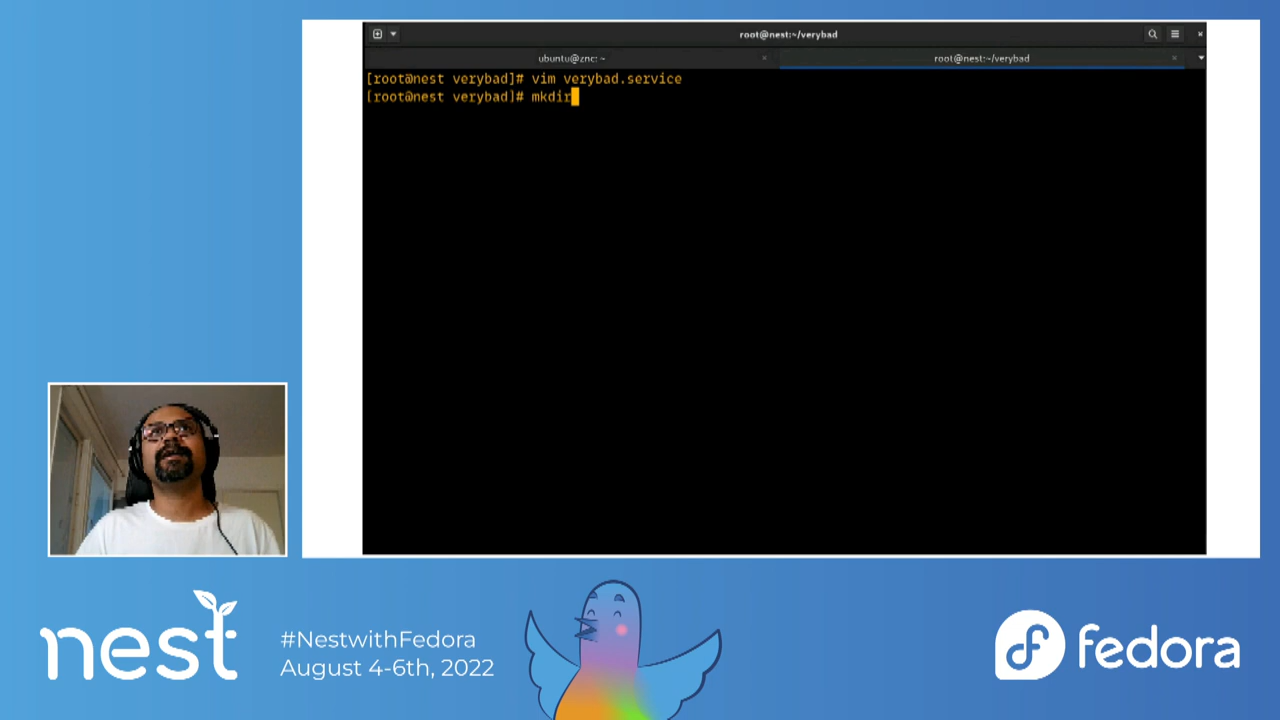 root@nest:~/verybad
ubuntu@znc: ~
root@nest:~/verybad
[root@nest verybad]# vim verybad.service
[root@nest verybad]# mkdir
nest
#NestwithFedora
August 4-6th, 2022
fedora